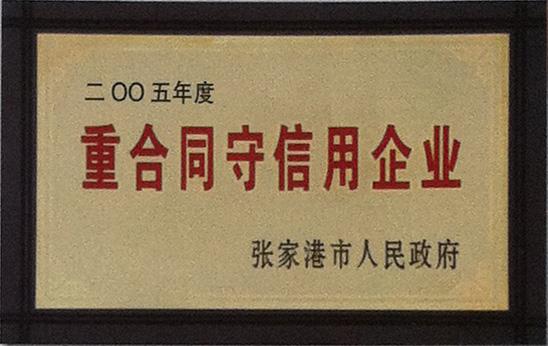 二OO五年度
重合同守信用企业
张家港市人民政府